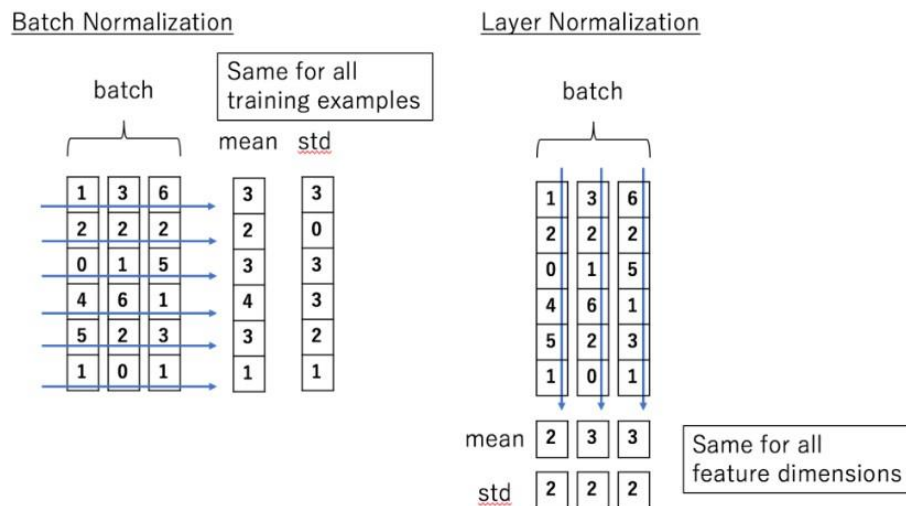 Batch Normalization
Same for all
training examples
batch
mean std
1 3 6 3 3
2 2 2 2 0
0 1 5 3 3
4 6 1 4 3
5 2 3 3 2
1 0 1 1 1
Layer Normalization
batch
1 3 6
2 2 2
0 1 5
4 6 1
5 2 3
1 0 1
mean 2 3 3
std 2 2 2
Same for all
feature dimensions